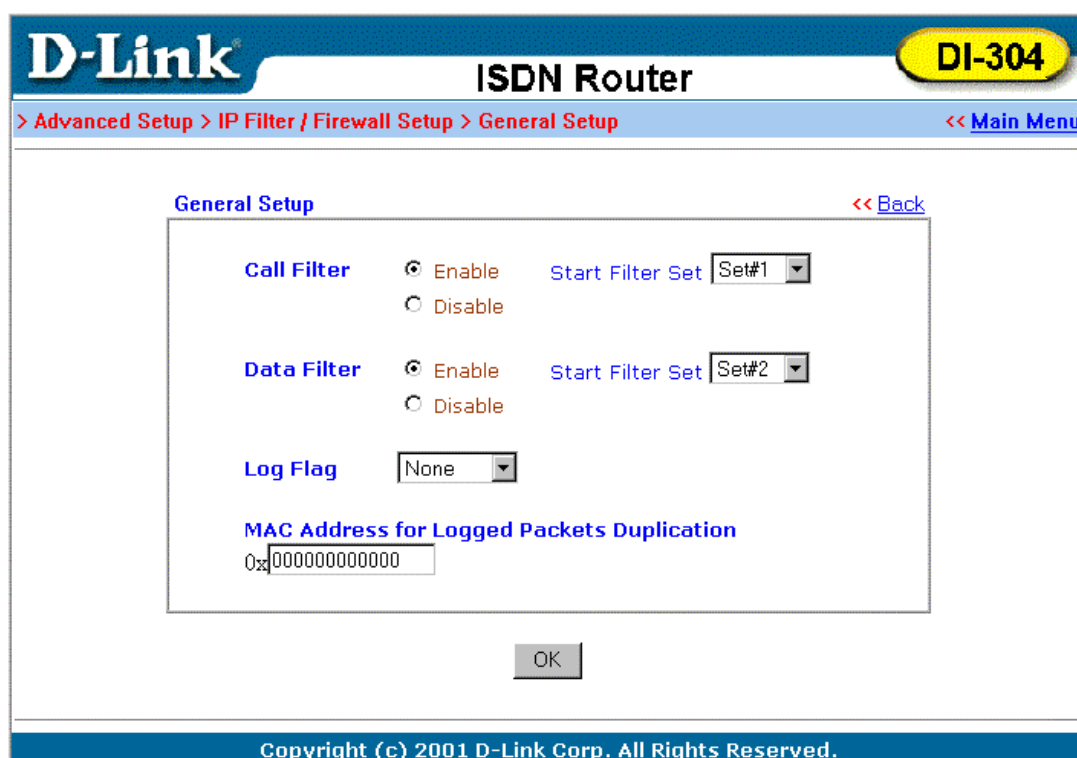 D-Link®
ISDN Router
DI-304
> Advanced Setup > IP Filter / Firewall Setup > General Setup << Main Menu
General Setup << Back
Call Filter Enable Start Filter Set Set#1
Disable
Data Filter Enable Start Filter Set Set#2
Disable
Log Flag None
MAC Address for Logged Packets Duplication
0x000000000000
OK
Copyright (c) 2001 D-Link Corp. All Rights Reserved.